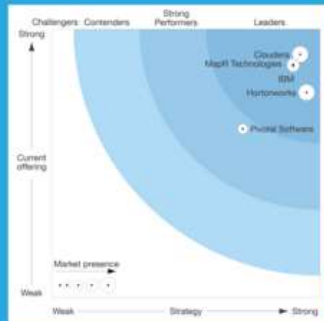 Challengers Contenders Strong Performers Leaders
Strong
Cloudera
MapR Technologies
IBM
Hortonworks
Pivotal Software
Current offering
Market presence
Weak
Weak Strategy Strong